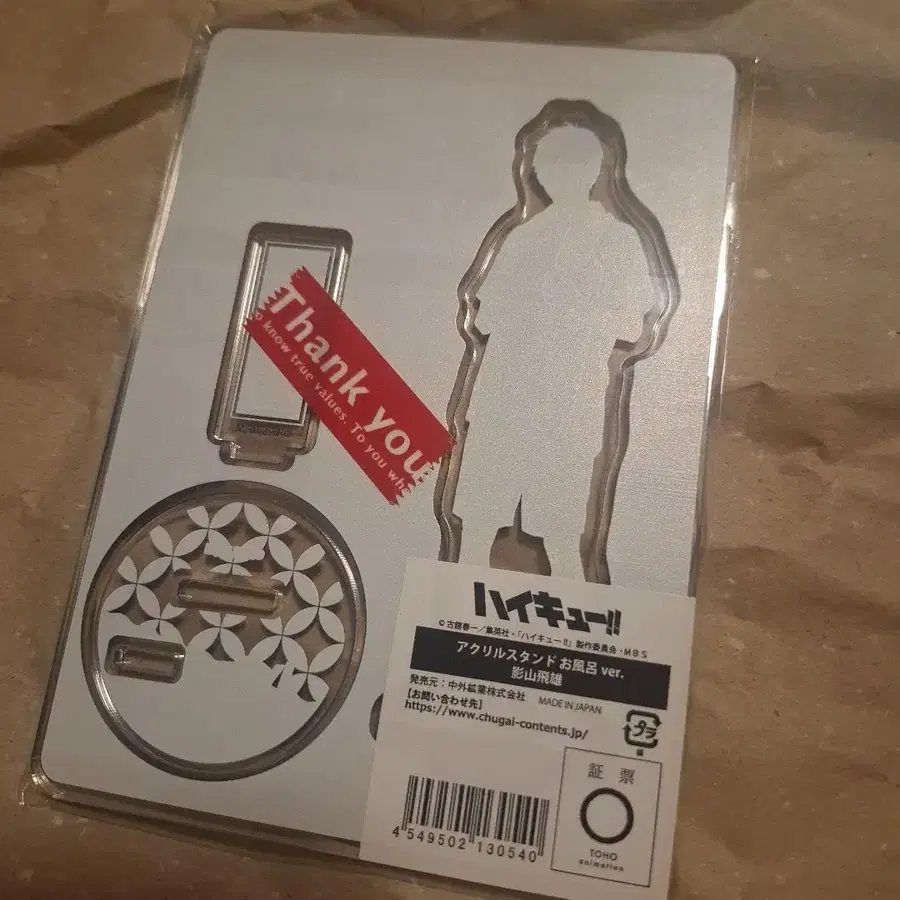 Thank you
o know true values. To you wh
ハイキュー!!
©古舘春一／集英社・「ハイキュー!!」製作委員会・MBS
アクリルスタンド お風呂 ver.
影山飛雄
発売元：中外鉱業株式会社 MADE IN JAPAN
【お問い合わせ先】
https://www.chugai-contents.jp/
プラ
袋
4 549502 130540
証 票
TOHO
animation